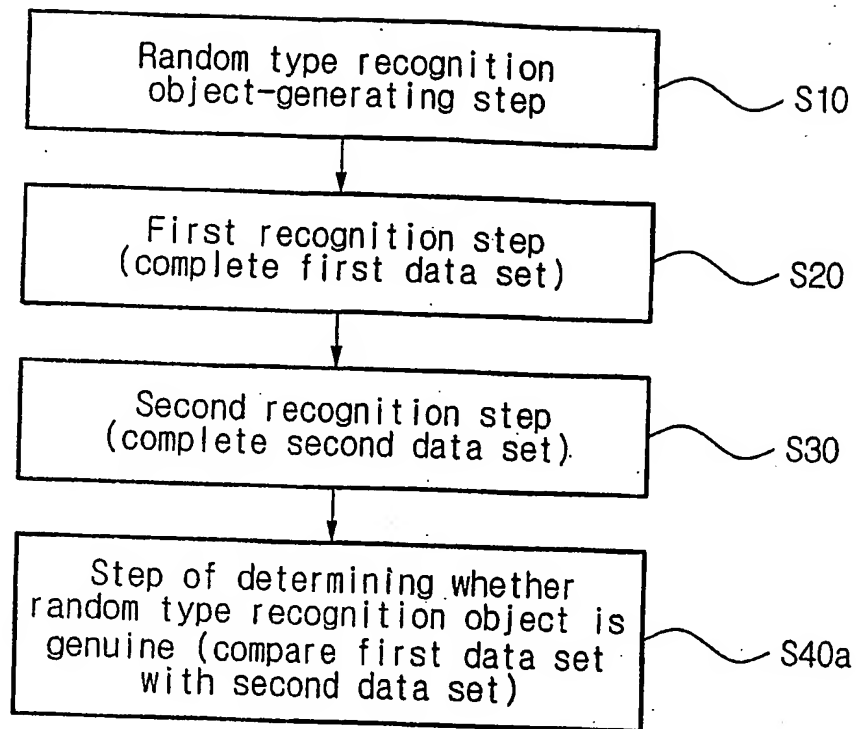 Random type recognition
object-generating step
S10
First recognition step
(complete first data set)
S20
Second recognition step
(complete second data set)
S30
Step of determining whether
random type recognition object is
genuine (compare first data set
with second data set)
S40a